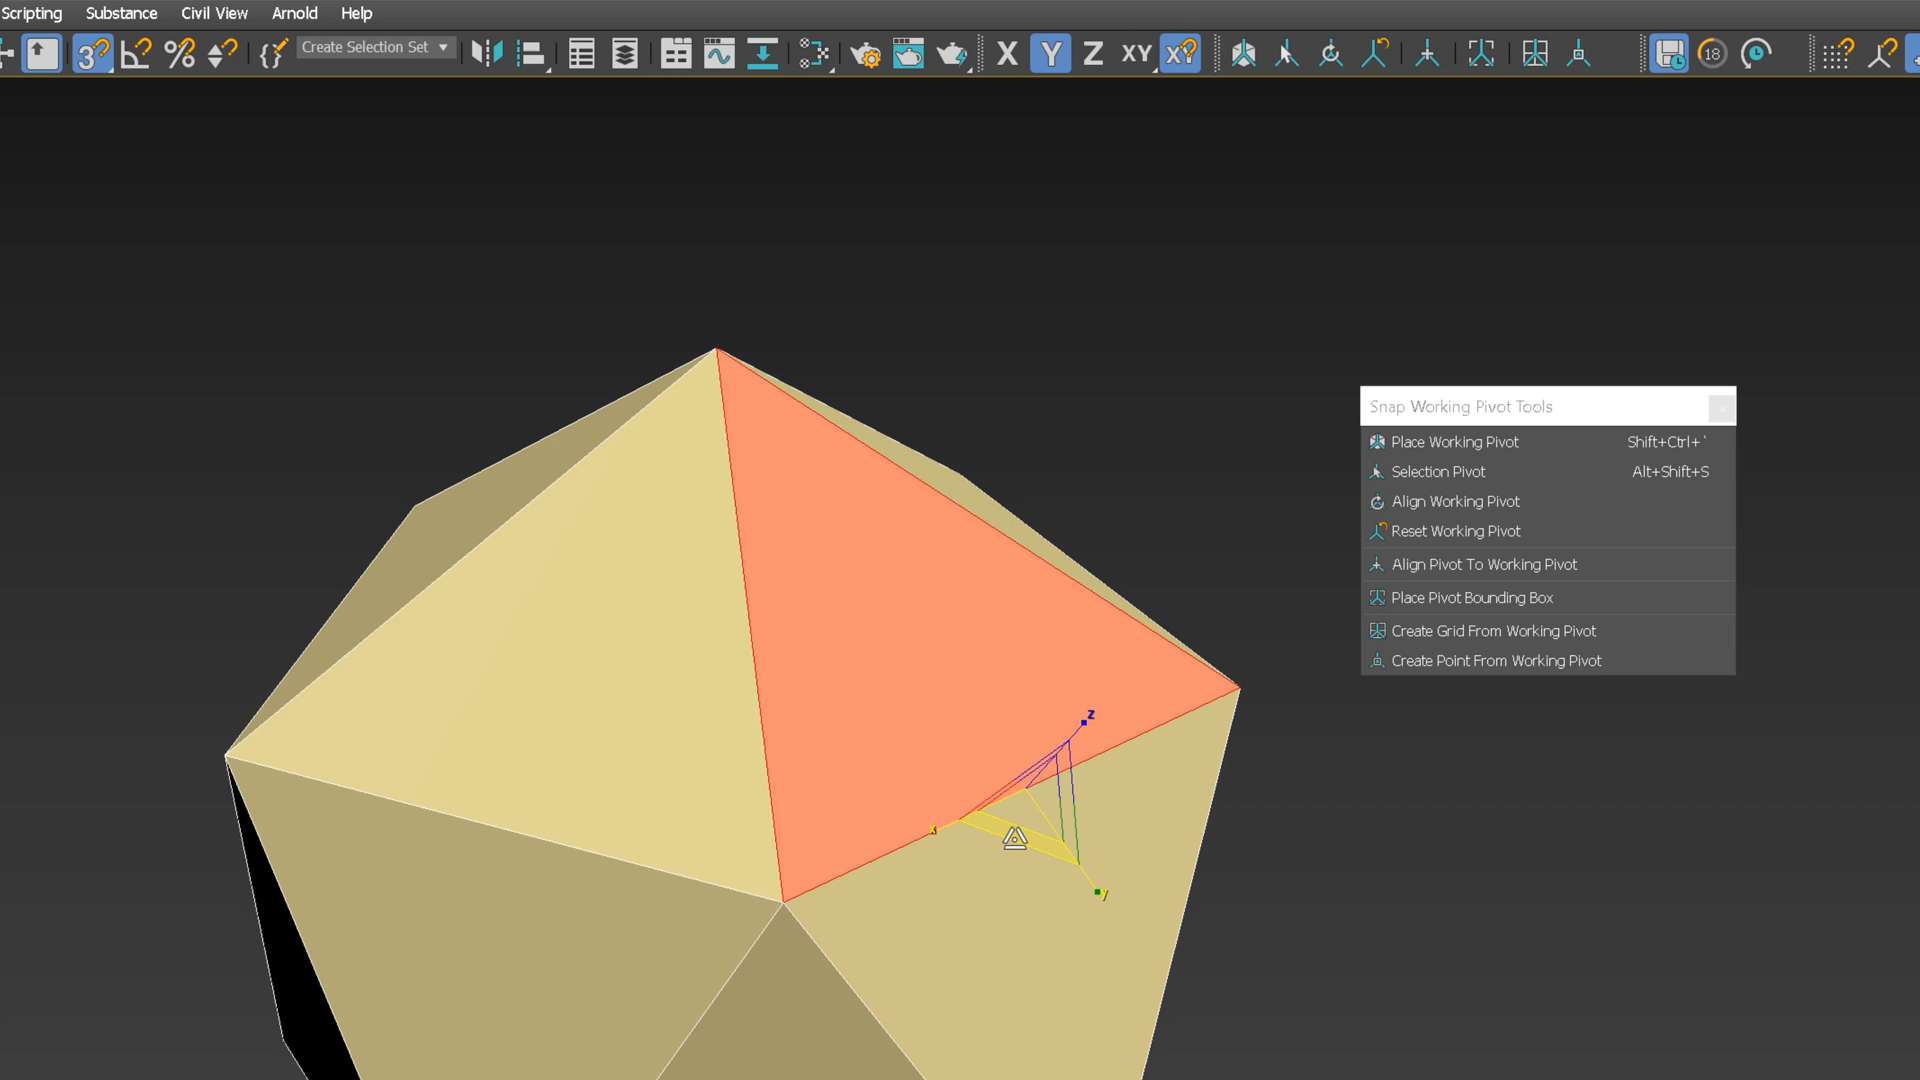 Scripting Substance Civil View Arnold Help
3 % { } Create Selection Set X Y Z XY X? 18
Snap Working Pivot Tools
Place Working Pivot Shift+Ctrl+`
Selection Pivot Alt+Shift+S
Align Working Pivot
Reset Working Pivot
Align Pivot To Working Pivot
Place Pivot Bounding Box
Create Grid From Working Pivot
Create Point From Working Pivot
z
x
y